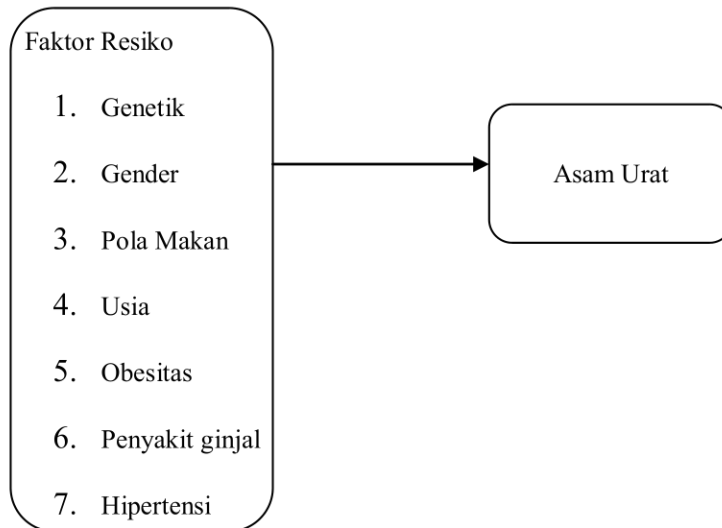 Faktor Resiko
1. Genetik
2. Gender
3. Pola Makan
4. Usia
5. Obesitas
6. Penyakit ginjal
7. Hipertensi
Asam Urat